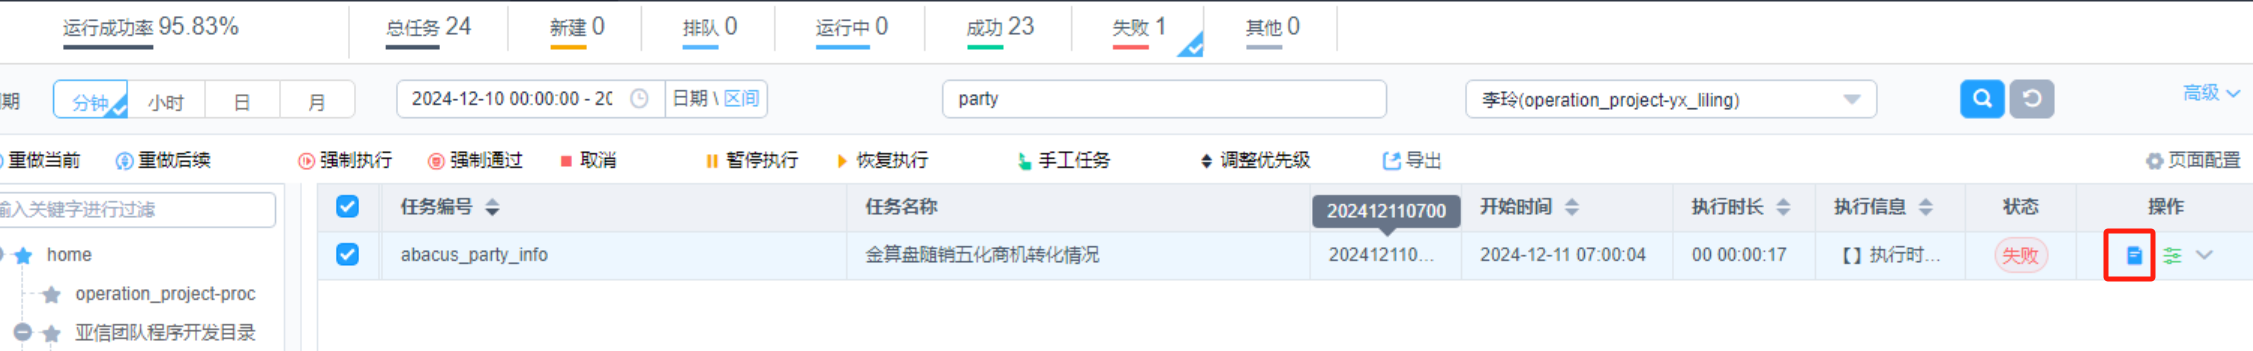 运行成功率 95.83% 总任务 24 新建 0 排队 0 运行中 0 成功 23 失败 1 其他 0
期 分钟 小时 日 月 2024-12-10 00:00:00 - 20 日期 \ 区间 party 李玲(operation_project-yx_liling) 高级
重做当前 重做后续 强制执行 强制通过 取消 暂停执行 恢复执行 手工任务 调整优先级 导出 页面配置
输入关键字进行过滤 任务编号 任务名称 202412110700 开始时间 执行时长 执行信息 状态 操作
home abacus_party_info 金算盘随销五化商机转化情况 202412110... 2024-12-11 07:00:04 00 00:00:17 【】执行时... 失败
operation_project-proc
亚信团队程序开发目录